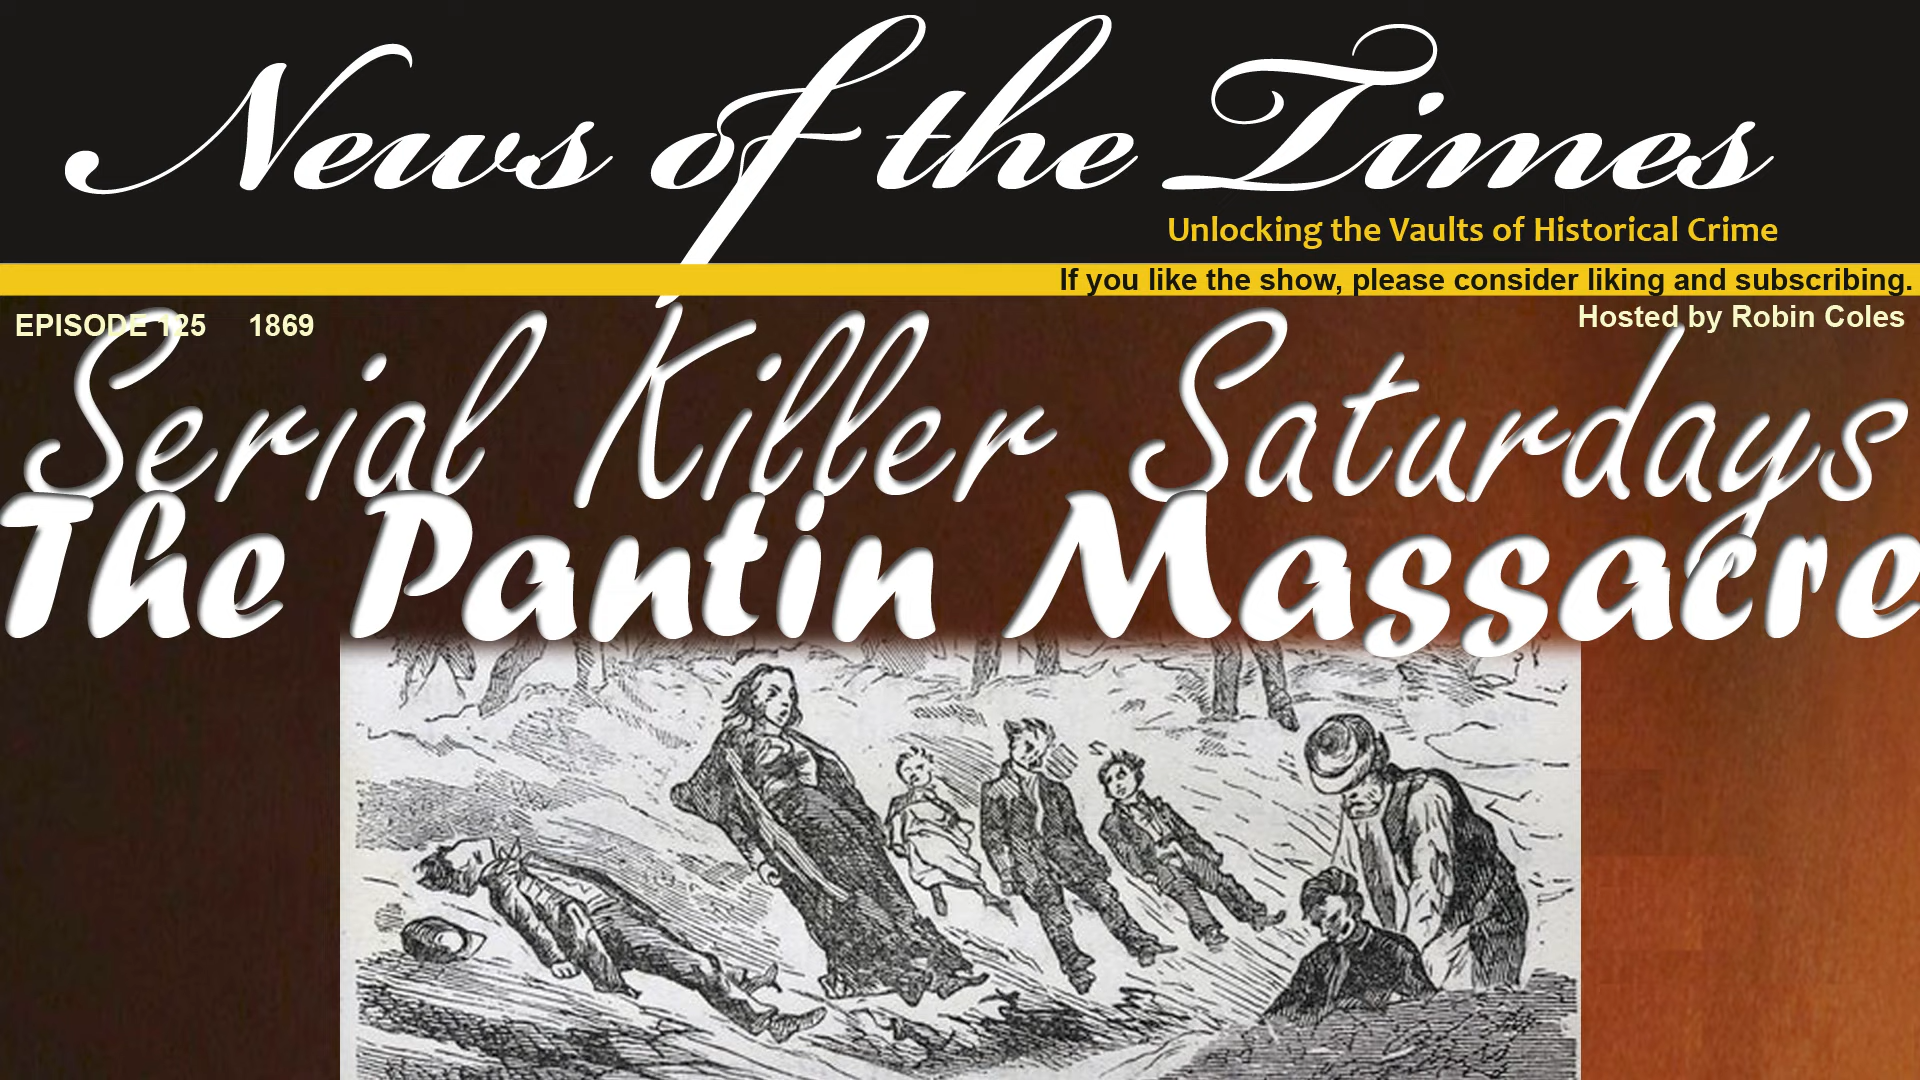 News of the Times
Unlocking the Vaults of Historical Crime
If you like the show, please consider liking and subscribing.
EPISODE 125 1869
Hosted by Robin Coles
Serial Killer Saturdays
The Pantin Massacre